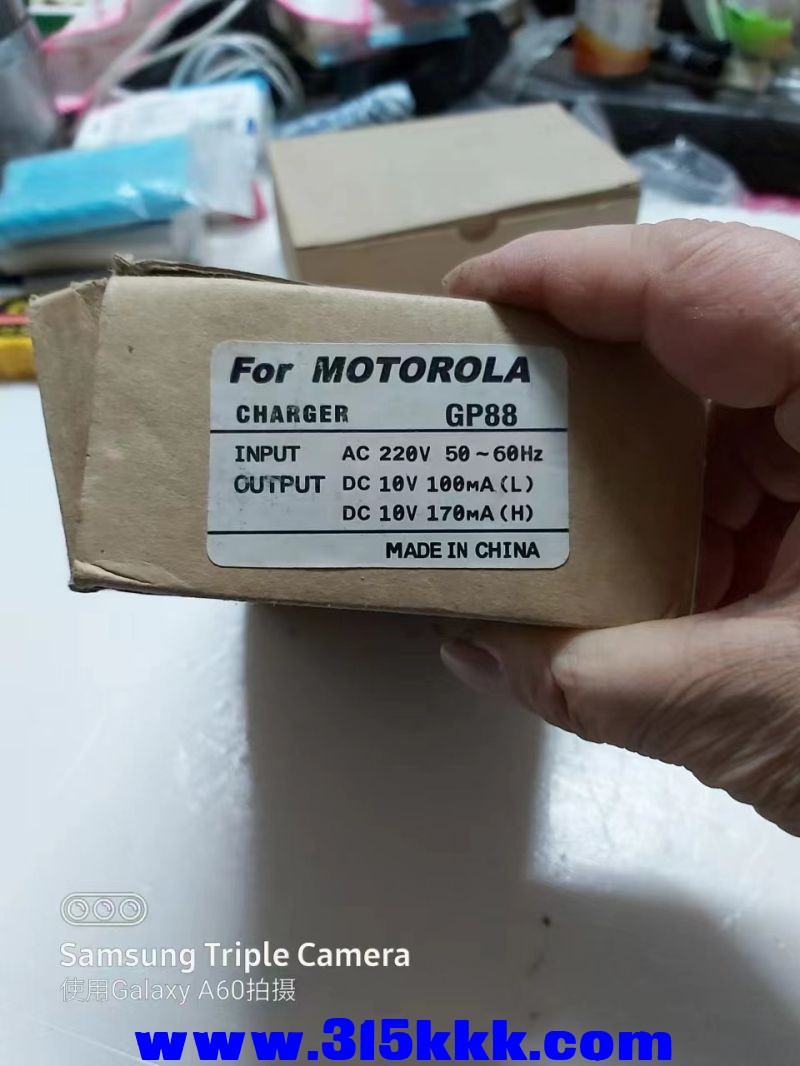 For MOTOROLA
CHARGER GP88
INPUT AC 220V 50~60Hz
OUTPUT DC 10V 100mA(L)
DC 10V 170mA(H)
MADE IN CHINA
Samsung Triple Camera
使用Galaxy A60拍摄
www.315kkk.com